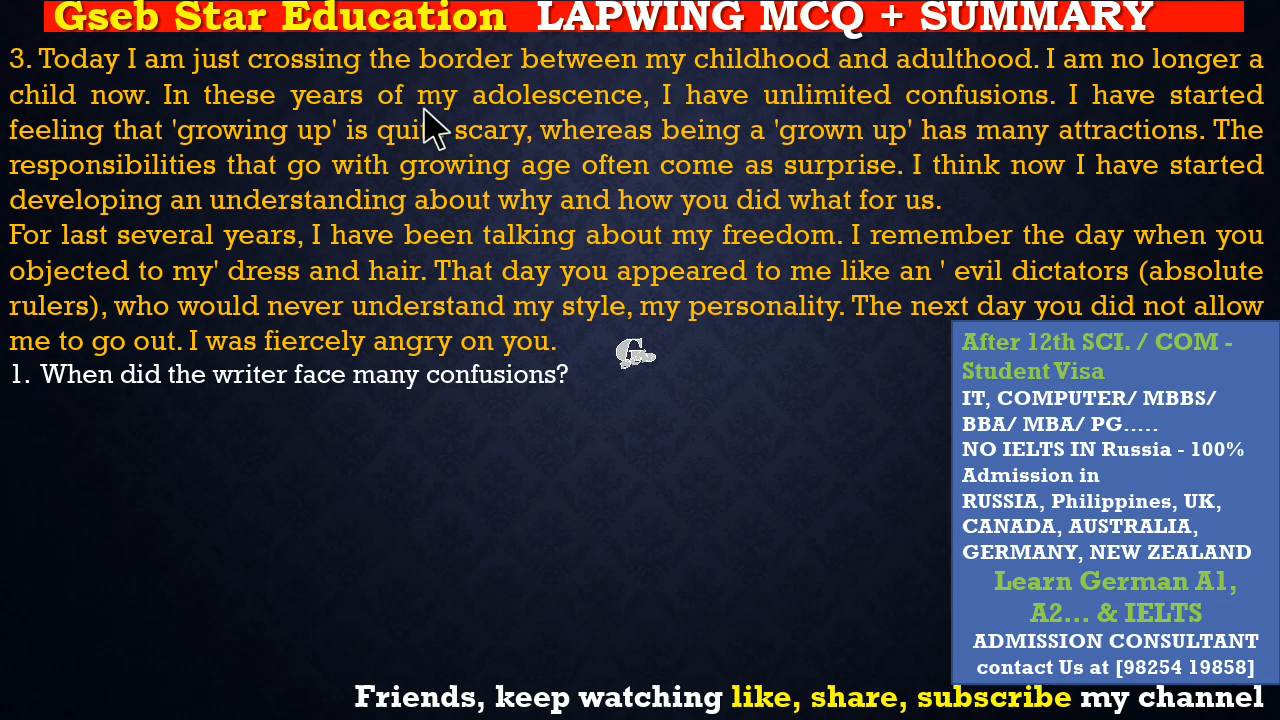 Gseb Star Education LAPWING MCQ + SUMMARY
3. Today I am just crossing the border between my childhood and adulthood. I am no longer a
child now. In these years of my adolescence, I have unlimited confusions. I have started
feeling that 'growing up' is quite scary, whereas being a 'grown up' has many attractions. The
responsibilities that go with growing age often come as surprise. I think now I have started
developing an understanding about why and how you did what for us.
For last several years, I have been talking about my freedom. I remember the day when you
objected to my' dress and hair. That day you appeared to me like an ' evil dictators (absolute
rulers), who would never understand my style, my personality. The next day you did not allow
me to go out. I was fiercely angry on you.
1. When did the writer face many confusions?
After 12th SCI. / COM -
Student Visa
IT, COMPUTER/ MBBS/
BBA/ MBA/ PG.....
NO IELTS IN Russia - 100%
Admission in
RUSSIA, Philippines, UK,
CANADA, AUSTRALIA,
GERMANY, NEW ZEALAND
Learn German A1,
A2... & IELTS
ADMISSION CONSULTANT
contact Us at [98254 19858]
Friends, keep watching like, share, subscribe my channel